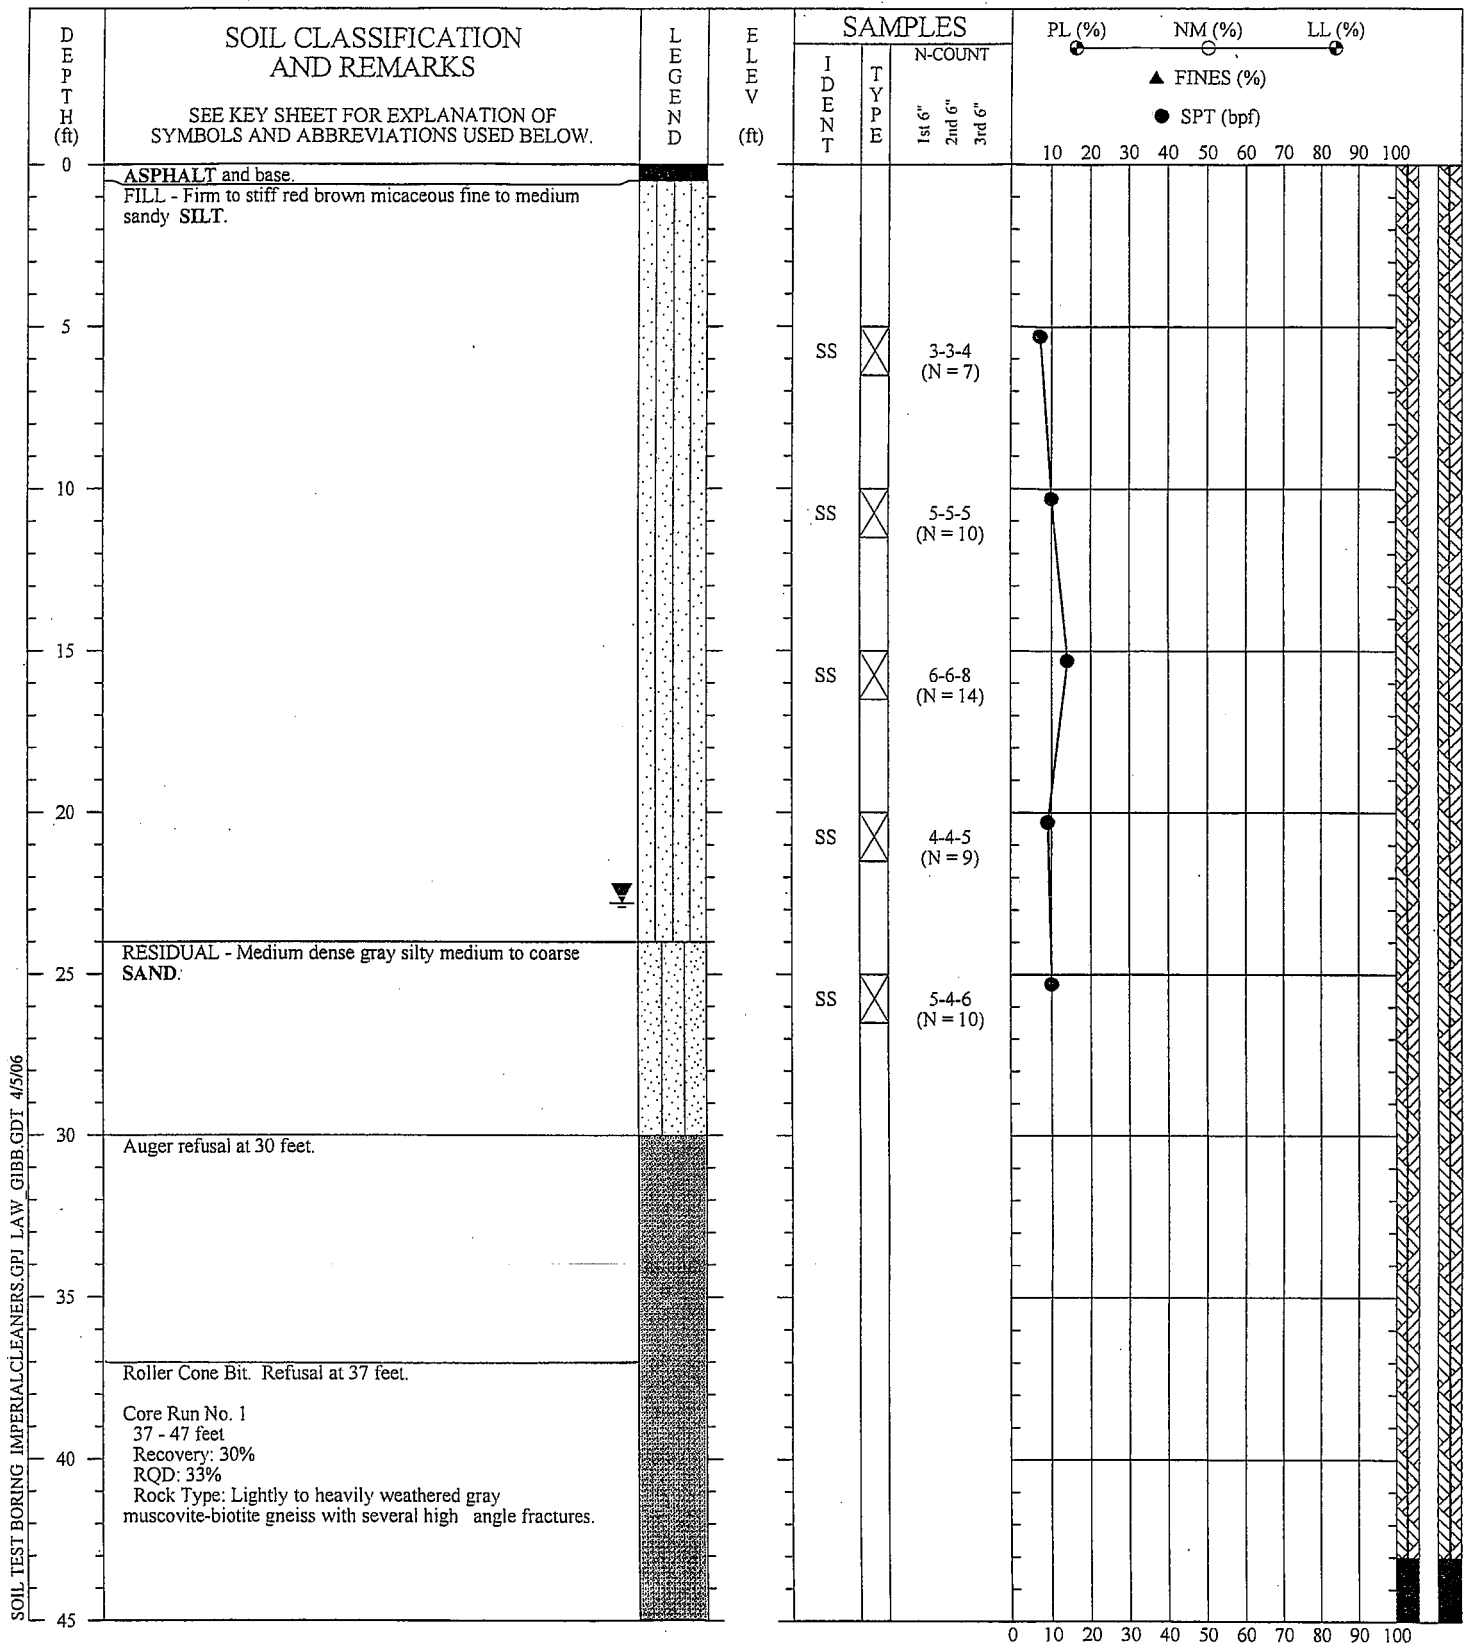 DEPTH (ft)
SOIL CLASSIFICATION
AND REMARKS
SEE KEY SHEET FOR EXPLANATION OF
SYMBOLS AND ABBREVIATIONS USED BELOW.
LEGEND
ELEV (ft)
SAMPLES
IDENT
TYPE
N-COUNT
1st 6"
2nd 6"
3rd 6"
PL (%) NM (%) LL (%)
▲ FINES (%)
● SPT (bpf)
10 20 30 40 50 60 70 80 90 100
0
ASPHALT and base.
FILL - Firm to stiff red brown micaceous fine to medium
sandy SILT.
5
SS 3-3-4
(N = 7)
10
SS 5-5-5
(N = 10)
15
SS 6-6-8
(N = 14)
20
SS 4-4-5
(N = 9)
RESIDUAL - Medium dense gray silty medium to coarse
SAND.
25
SS 5-4-6
(N = 10)
30
Auger refusal at 30 feet.
35
Roller Cone Bit. Refusal at 37 feet.
Core Run No. 1
37 - 47 feet
Recovery: 30%
40
RQD: 33%
Rock Type: Lightly to heavily weathered gray
muscovite-biotite gneiss with several high angle fractures.
45
0 10 20 30 40 50 60 70 80 90 100
SOIL TEST BORING IMPERIALCLEANERS.GPJ LAW_GIBB.GDT 4/5/06